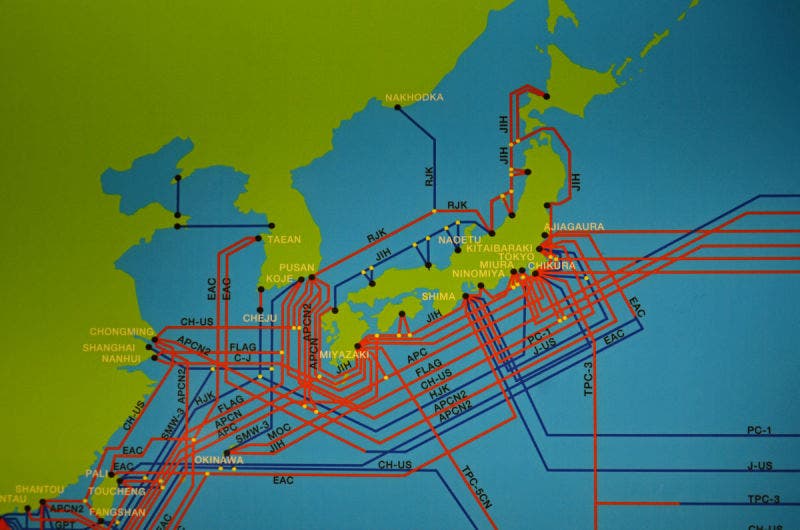 NAKHODKA
JIH
JIH
JIH
RJK
RJK
RJK
AJIAGAURA
NAOETU
TAEAN
JIH
KITAIBARAKI
TOKYO
PUSAN
MIURA
CHIKURA
KOJE
NINOMIYA
EAC
EAC
SHIMA
EAC
CHEJU
APCN2
JIH
CH-US
CHONGMING
PC-1
EAC
SHANGHAI
APCN2
FLAG
J-US
NANHUI
C-J
MIYAZAKI
APCN
APC
JIH
FLAG
TPC-3
CH-US
APCN2
HJK
HJK
APCN2
FLAG
APCN2
CH-US
APCN
SMW-3
APC
MOC
SMW-3
PC-1
JIH
EAC
OKINAWA
EAC
CH-US
J-US
PALI
EAC
TOUCHENG
TPC-5CN
SHANTOU
NTAU
TPC-3
APCN2
FANGSHAN
EAC
CH-US